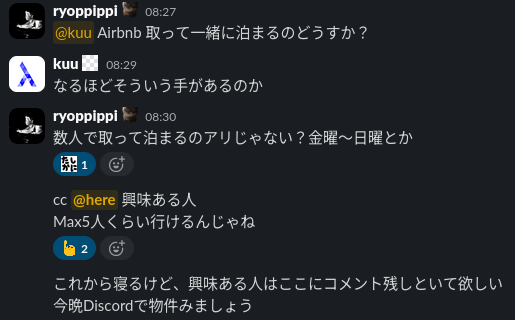 ryoppippi 08:27
@kuu Airbnb 取って一緒に泊まるのどうすか？
kuu 08:29
なるほどそういう手があるのか
ryoppippi 08:30
数人で取って泊まるのアリじゃない？金曜〜日曜とか
1
cc @here 興味ある人
Max5人くらい行けるんじゃね
2
これから寝るけど、興味ある人はここにコメント残しといて欲しい
今晩Discordで物件みましょう